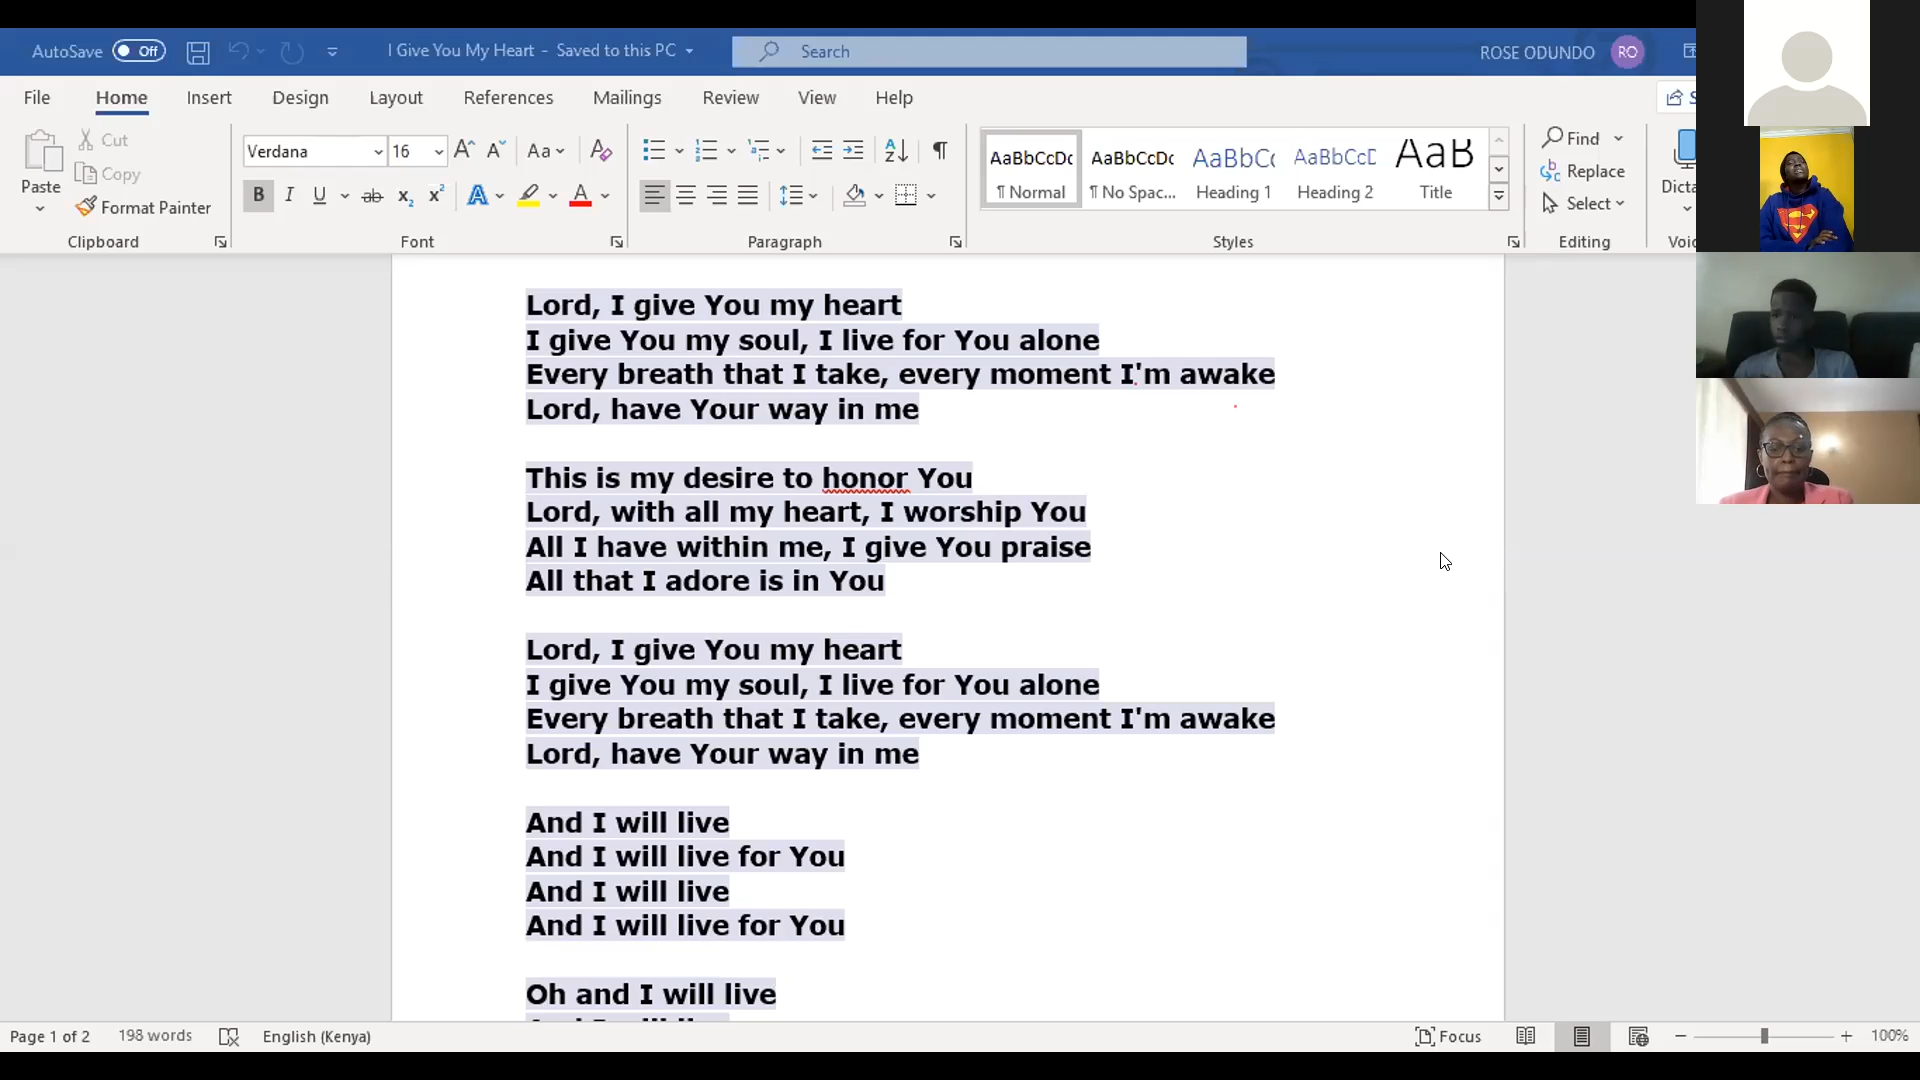 AutoSave Off I Give You My Heart - Saved to this PC Search ROSE ODUNDO RO
File Home Insert Design Layout References Mailings Review View Help
Paste Cut Copy Format Painter
Clipboard
Verdana 16 Aa
B I U ab x₂ x² A A
Font
Paragraph
AaBbCcDc AaBbCcDc AaBbCc AaBbCcD AaB
¶ Normal ¶ No Spac... Heading 1 Heading 2 Title
Styles
Find
Replace
Select
Editing
Lord, I give You my heart
I give You my soul, I live for You alone
Every breath that I take, every moment I'm awake
Lord, have Your way in me
This is my desire to honor You
Lord, with all my heart, I worship You
All I have within me, I give You praise
All that I adore is in You
Lord, I give You my heart
I give You my soul, I live for You alone
Every breath that I take, every moment I'm awake
Lord, have Your way in me
And I will live
And I will live for You
And I will live
And I will live for You
Oh and I will live
Page 1 of 2 198 words English (Kenya) Focus 100%